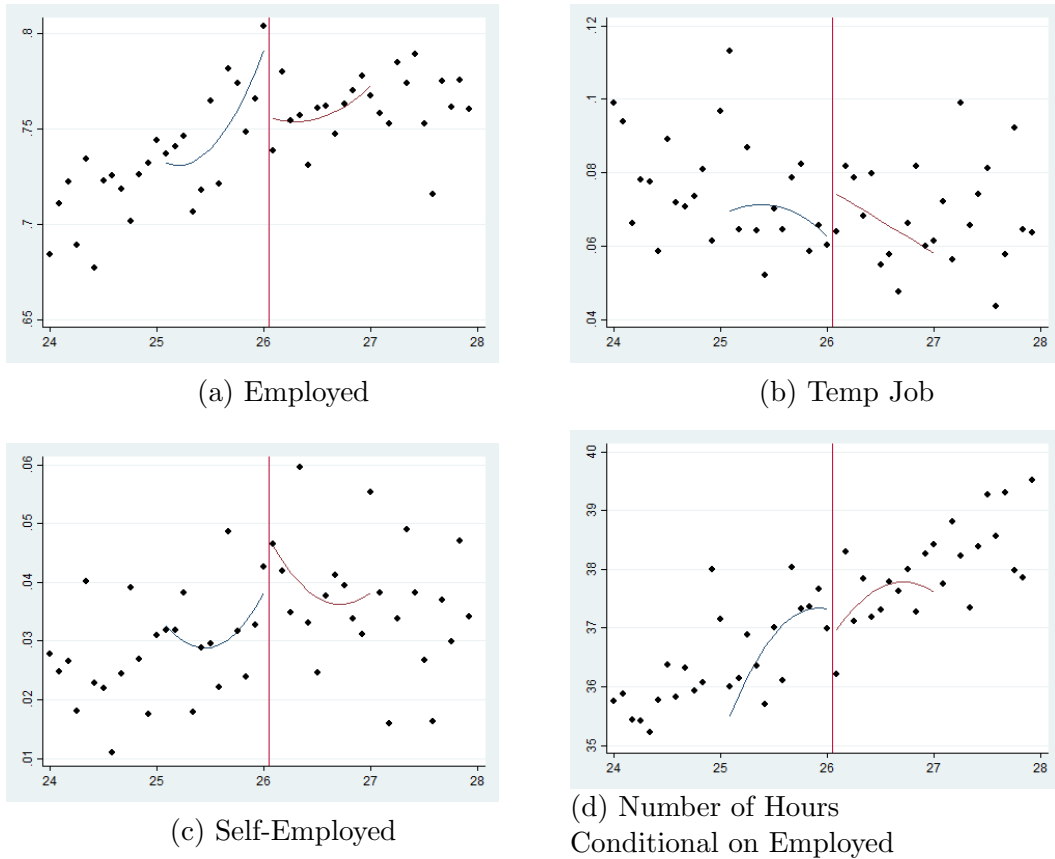 .8
.75
.7
.65
24 25 26 27 28
(a) Employed
.12
.1
.08
.06
.04
24 25 26 27 28
(b) Temp Job
.06
.05
.04
.03
.02
.01
24 25 26 27 28
(c) Self-Employed
40
39
38
37
36
35
24 25 26 27 28
(d) Number of Hours
Conditional on Employed